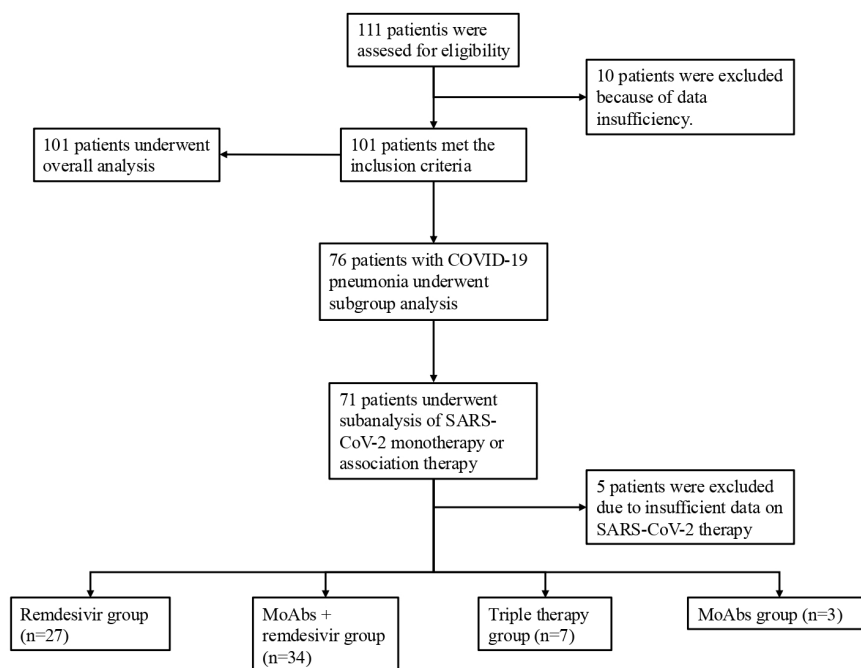 111 patientis were
assesed for eligibility
10 patients were excluded
because of data
insufficiency.
101 patients underwent
overall analysis
101 patients met the
inclusion criteria
76 patients with COVID-19
pneumonia underwent
subgroup analysis
71 patients underwent
subanalysis of SARS-
CoV-2 monotherapy or
association therapy
5 patients were excluded
due to insufficient data on
SARS-CoV-2 therapy
Remdesivir group
(n=27)
MoAbs +
remdesivir group
(n=34)
Triple therapy
group (n=7)
MoAbs group (n=3)